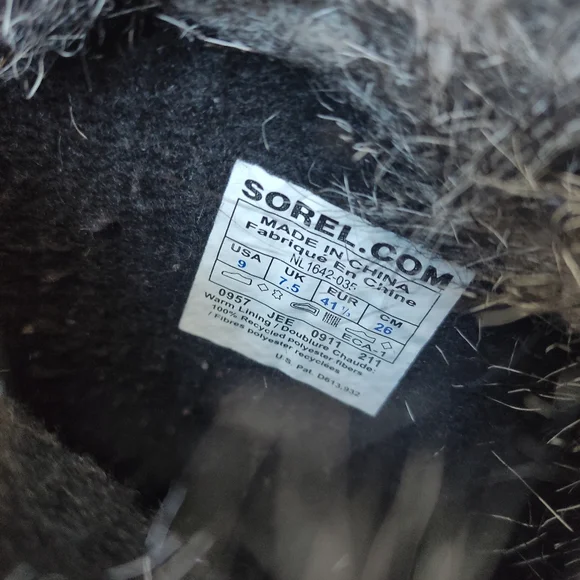 SOREL.COM
MADE IN CHINA
Fabriqué En Chine
NL1642-035
USA UK EUR CM
9 7.5 41½ 26
ECA-1
0957 JEE 0911 211
Warm Lining / Doublure Chaude:
100% Recycled polyester fibers
/ Fibres polyester recyclées
U.S. Pat. D613,932